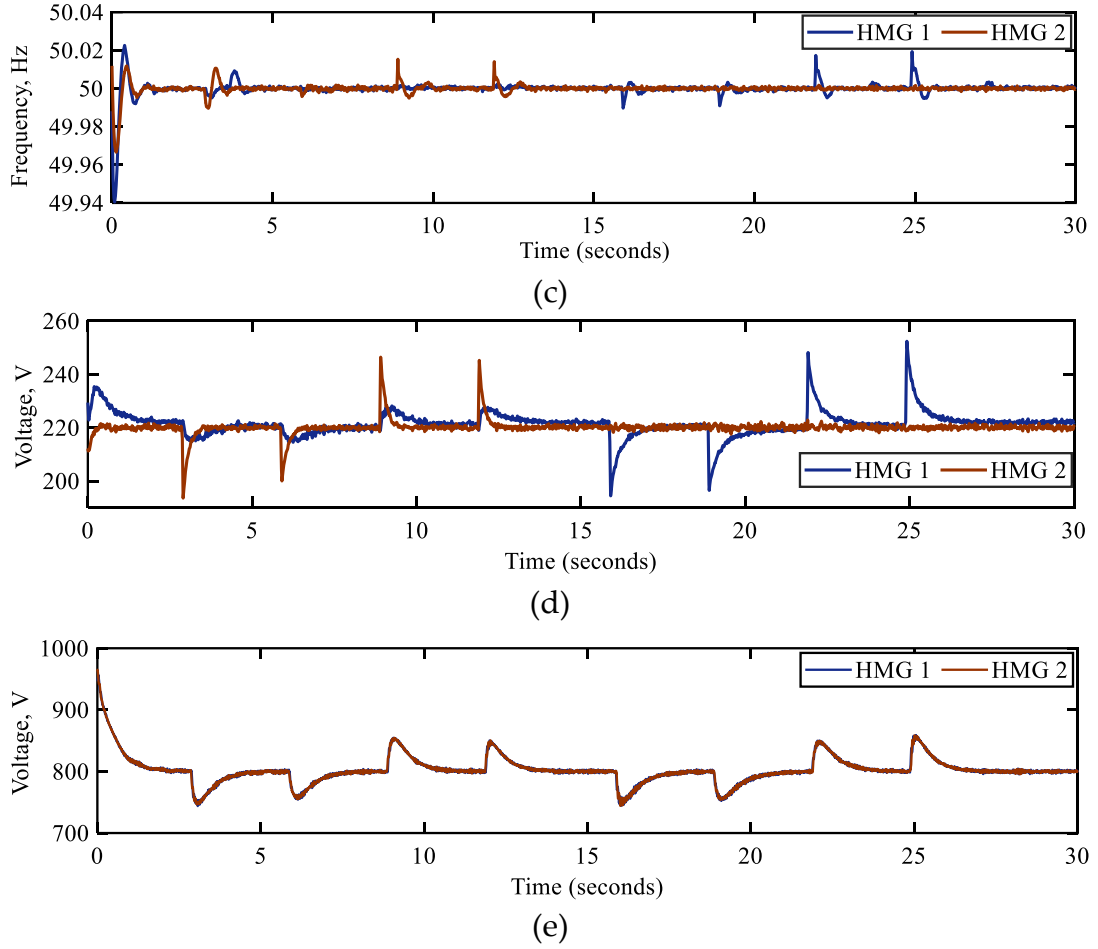 50.04
50.02
50
49.98
49.96
49.94
Frequency, Hz
HMG 1 HMG 2
0 5 10 15 20 25 30
Time (seconds)
(c)
260
240
220
200
Voltage, V
HMG 1 HMG 2
0 5 10 15 20 25 30
Time (seconds)
(d)
1000
900
800
700
Voltage, V
HMG 1 HMG 2
0 5 10 15 20 25 30
Time (seconds)
(e)